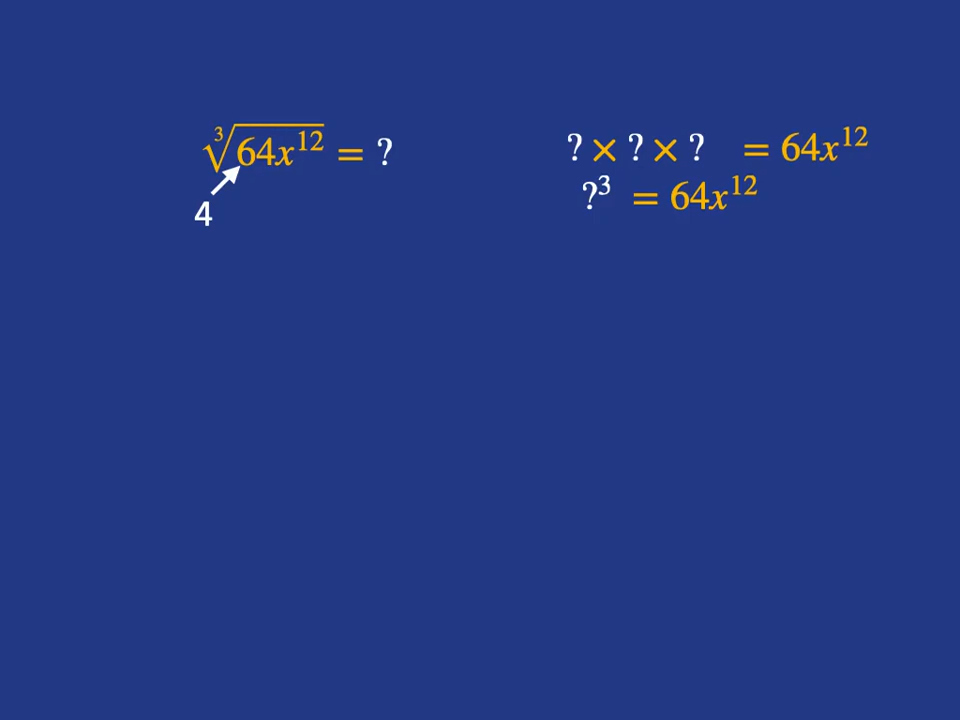 ∛64x¹² = ?
4
? × ? × ? = 64x¹²
?³ = 64x¹²